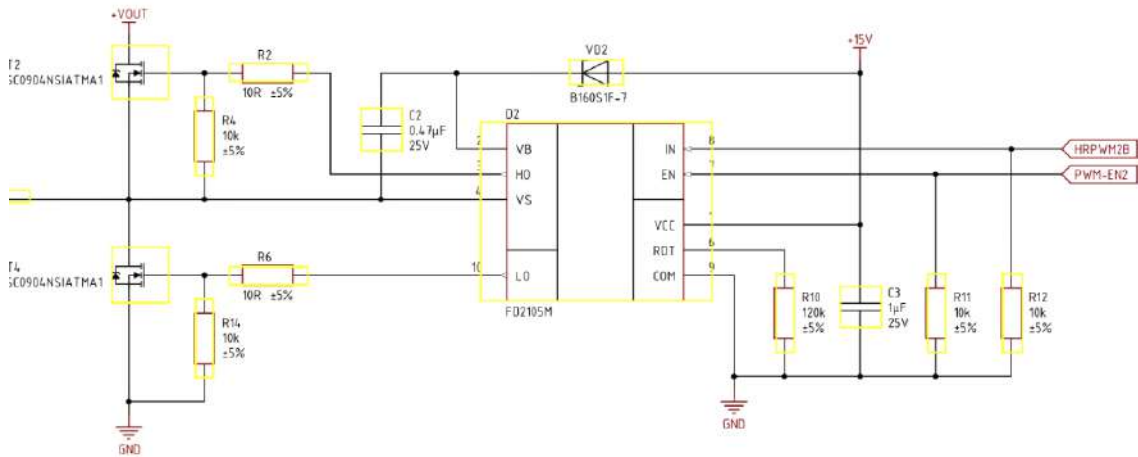 +VOUT
T2
SC0904NSIATMA1
R2
10R ±5%
R4
10k
±5%
C2
0.47µF
25V
VD2
B160S1F-7
+15V
D2
2
VB
HO
4
VS
10
LO
IN
8
EN
VCC
RDT
6
COM
9
FD2105M
HRPWM2B
PWM-EN2
T4
SC0904NSIATMA1
R6
10R ±5%
R14
10k
±5%
R10
120k
±5%
C3
1µF
25V
R11
10k
±5%
R12
10k
±5%
GND
GND